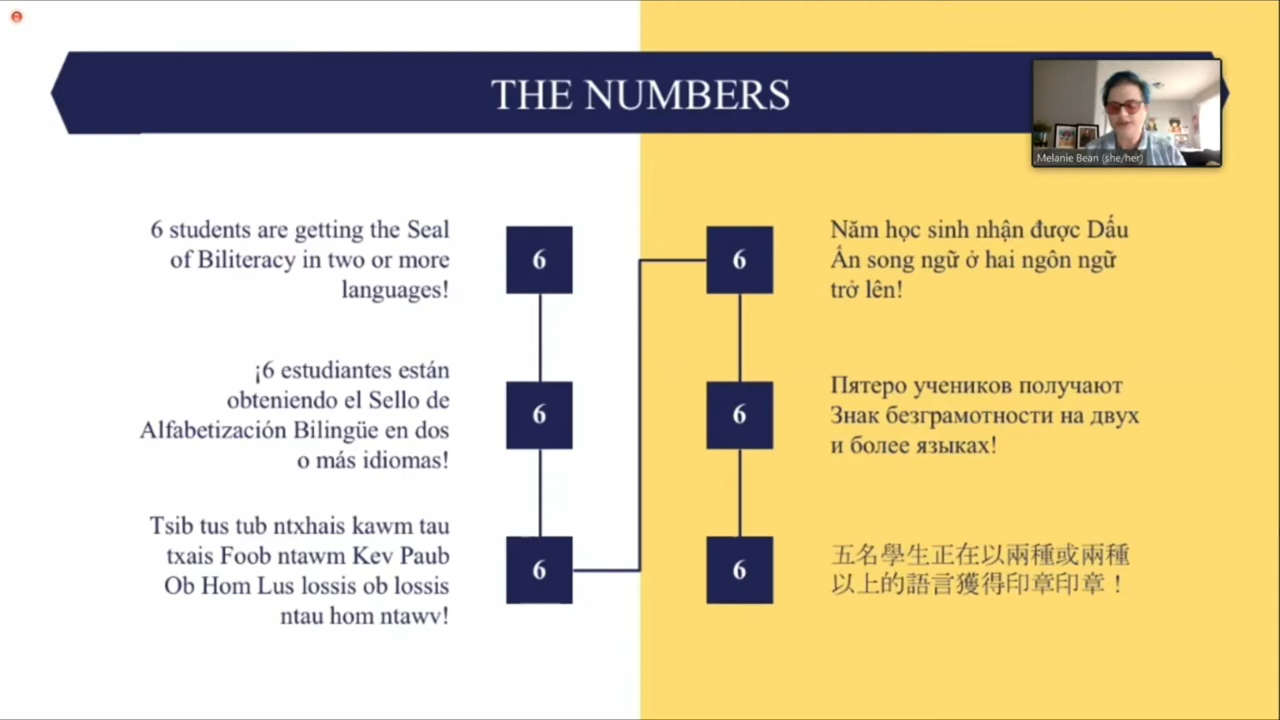 THE NUMBERS
Melanie Bean (she/her)
6 students are getting the Seal
of Biliteracy in two or more
languages!
6
¡6 estudiantes están
obteniendo el Sello de
Alfabetización Bilingüe en dos
o más idiomas!
6
Tsib tus tub ntxhais kawm tau
txais Foob ntawm Kev Paub
Ob Hom Lus lossis ob lossis
ntau hom ntawv!
6
6
Năm học sinh nhận được Dấu
Ấn song ngữ ở hai ngôn ngữ
trở lên!
6
Пятеро учеников получают
Знак безграмотности на двух
и более языках!
6
五名學生正在以兩種或兩種
以上的語言獲得印章印章！